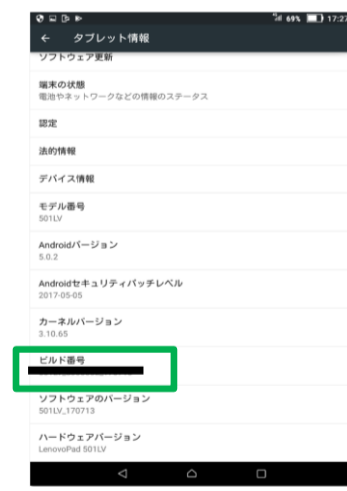 69% 17:27
← タブレット情報
ソフトウェア更新
端末の状態
電池やネットワークなどの情報のステータス
認定
法的情報
デバイス情報
モデル番号
501LV
Androidバージョン
5.0.2
Androidセキュリティパッチレベル
2017-05-05
カーネルバージョン
3.10.65
ビルド番号
ソフトウェアのバージョン
501LV_170713
ハードウェアバージョン
LenovoPad 501LV